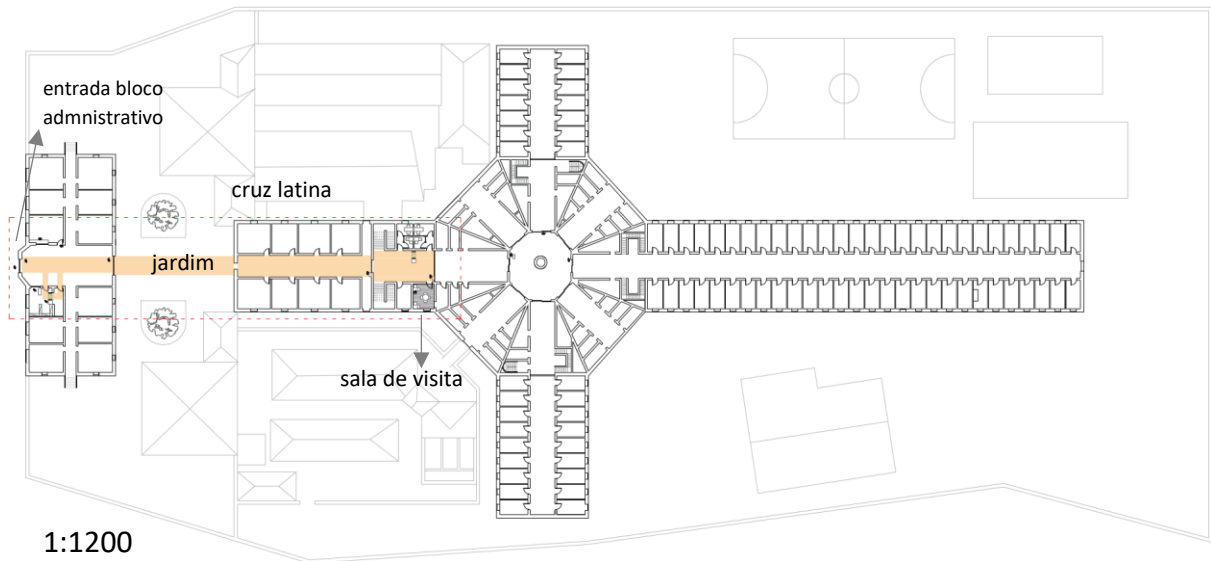 entrada bloco
admnistrativo
cruz latina
jardim
sala de visita
1:1200